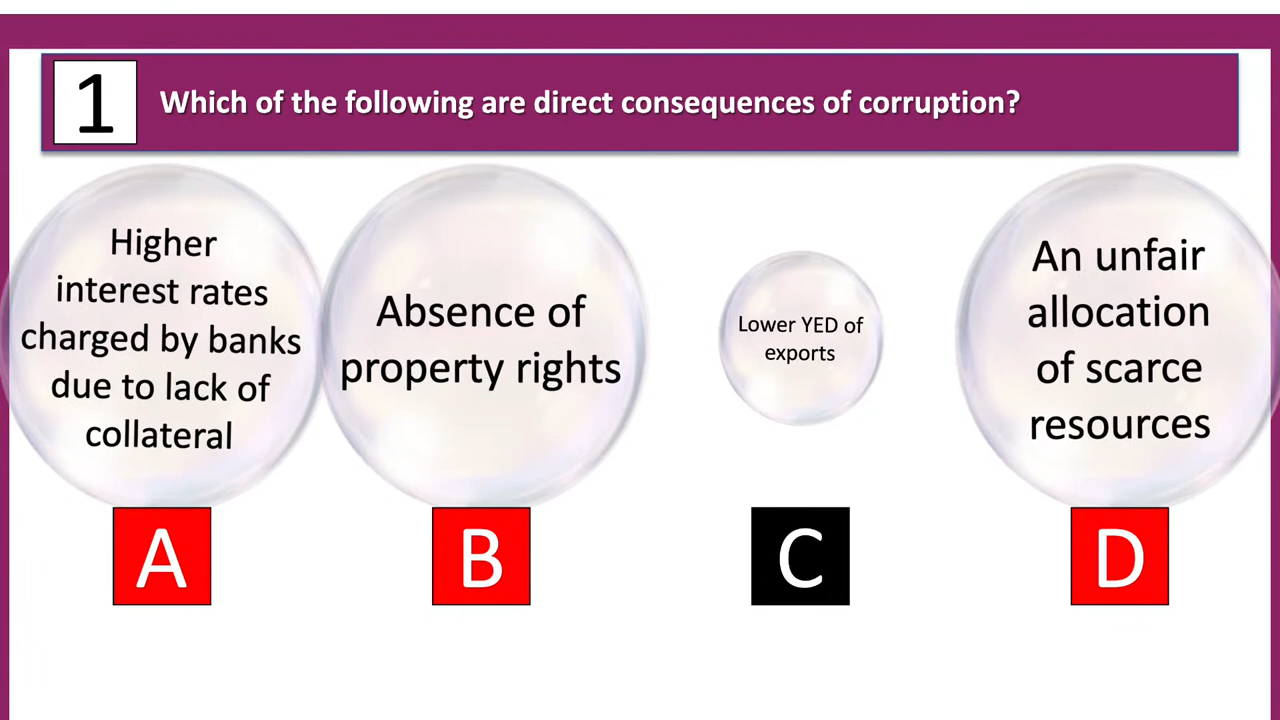 1
Which of the following are direct consequences of corruption?
Higher
interest rates
charged by banks
due to lack of
collateral
Absence of
property rights
Lower YED of
exports
An unfair
allocation
of scarce
resources
A
B
C
D